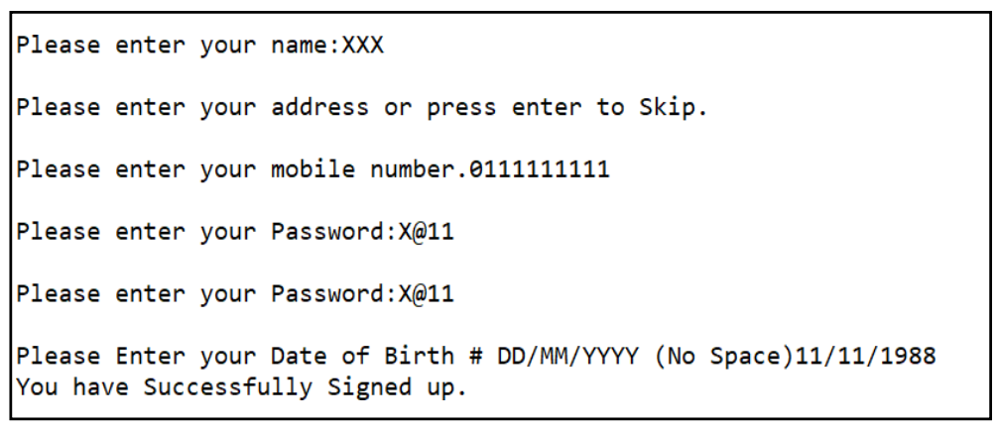 Please enter your name:XXX
Please enter your address or press enter to Skip.
Please enter your mobile number.0111111111
Please enter your Password:X@11
Please enter your Password:X@11
Please Enter your Date of Birth # DD/MM/YYYY (No Space)11/11/1988
You have Successfully Signed up.